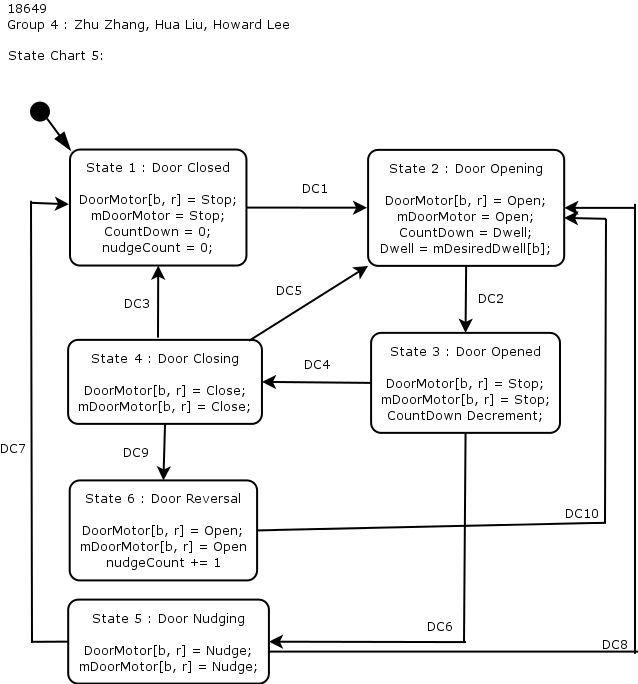 18649
Group 4 : Zhu Zhang, Hua Liu, Howard Lee
State Chart 5:
State 1 : Door Closed
DoorMotor[b, r] = Stop;
mDoorMotor = Stop;
CountDown = 0;
nudgeCount = 0;
DC1
State 2 : Door Opening
DoorMotor[b, r] = Open;
mDoorMotor = Open;
CountDown = Dwell;
Dwell = mDesiredDwell[b];
DC3
DC5
DC2
State 4 : Door Closing
DoorMotor[b, r] = Close;
mDoorMotor[b, r] = Close;
DC4
State 3 : Door Opened
DoorMotor[b, r] = Stop;
mDoorMotor[b, r] = Stop;
CountDown Decrement;
DC7
DC9
State 6 : Door Reversal
DoorMotor[b, r] = Open;
mDoorMotor[b, r] = Open
nudgeCount += 1
DC10
State 5 : Door Nudging
DoorMotor[b, r] = Nudge;
mDoorMotor[b, r] = Nudge;
DC6
DC8